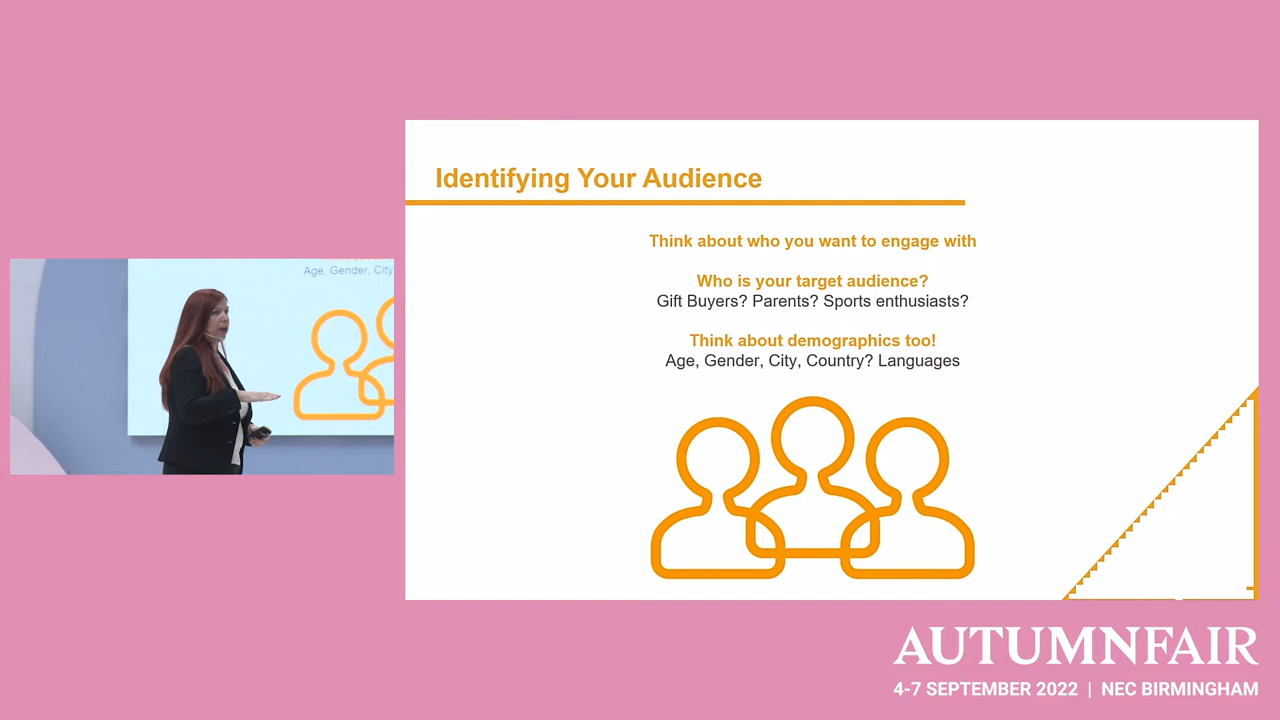 Identifying Your Audience
Think about who you want to engage with
Who is your target audience?
Gift Buyers? Parents? Sports enthusiasts?
Think about demographics too!
Age, Gender, City, Country? Languages
Age, Gender, City
AUTUMNFAIR
4-7 SEPTEMBER 2022 | NEC BIRMINGHAM